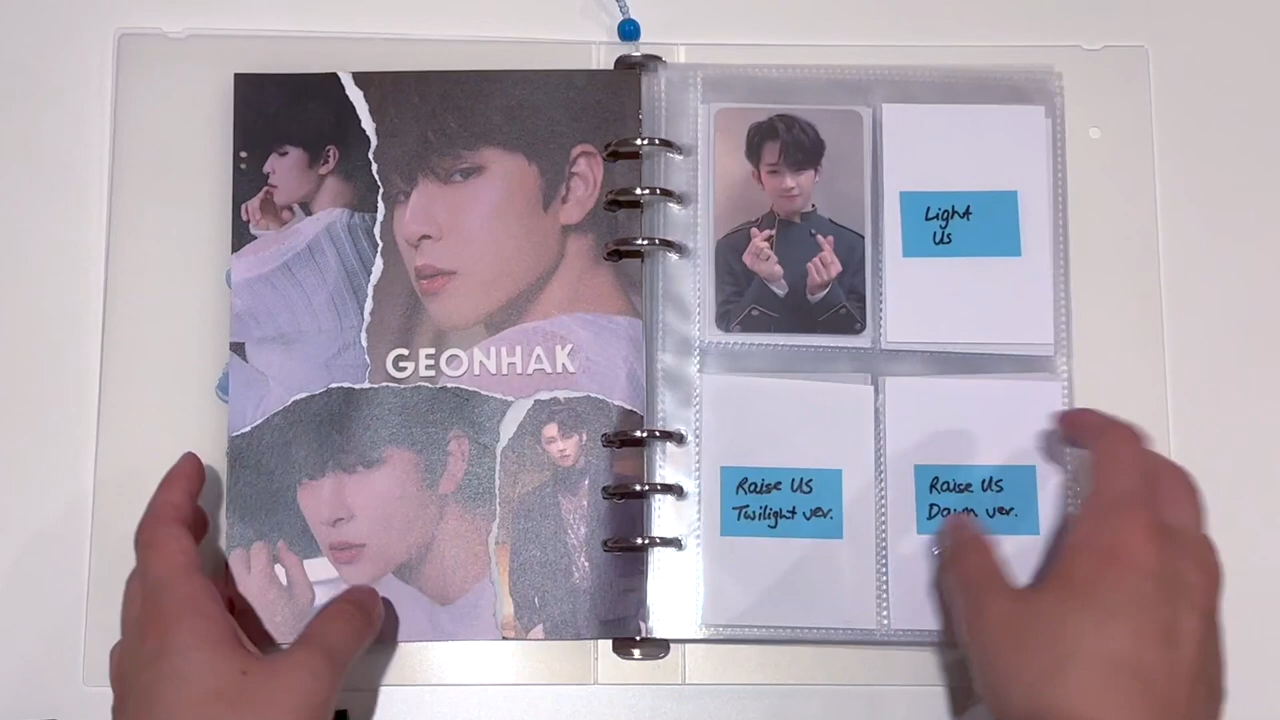 GEONHAK
Light
Us
Raise US
Twilight ver.
Raise Us
Dawn ver.